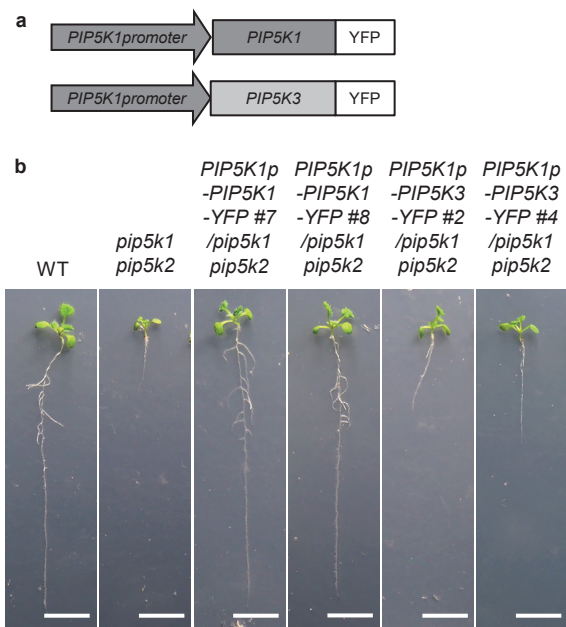 a
PIP5K1promoter PIP5K1 YFP
PIP5K1promoter PIP5K3 YFP
b
WT
pip5k1
pip5k2
PIP5K1p
-PIP5K1
-YFP #7
/pip5k1
pip5k2
PIP5K1p
-PIP5K1
-YFP #8
/pip5k1
pip5k2
PIP5K1p
-PIP5K3
-YFP #2
/pip5k1
pip5k2
PIP5K1p
-PIP5K3
-YFP #4
/pip5k1
pip5k2